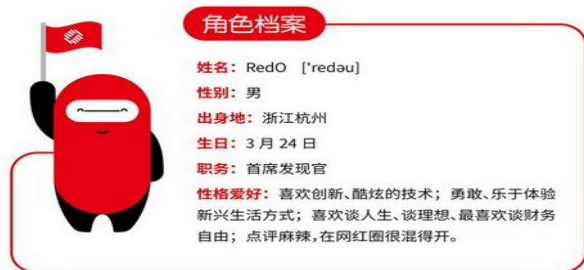 角色档案
姓名：RedO ['redəu]
性别：男
出身地：浙江杭州
生日：3月24日
职务：首席发现官
性格爱好：喜欢创新、酷炫的技术；勇敢、乐于体验
新兴生活方式；喜欢谈人生、谈理想、最喜欢谈财务
自由；点评麻辣，在网红圈很混得开。